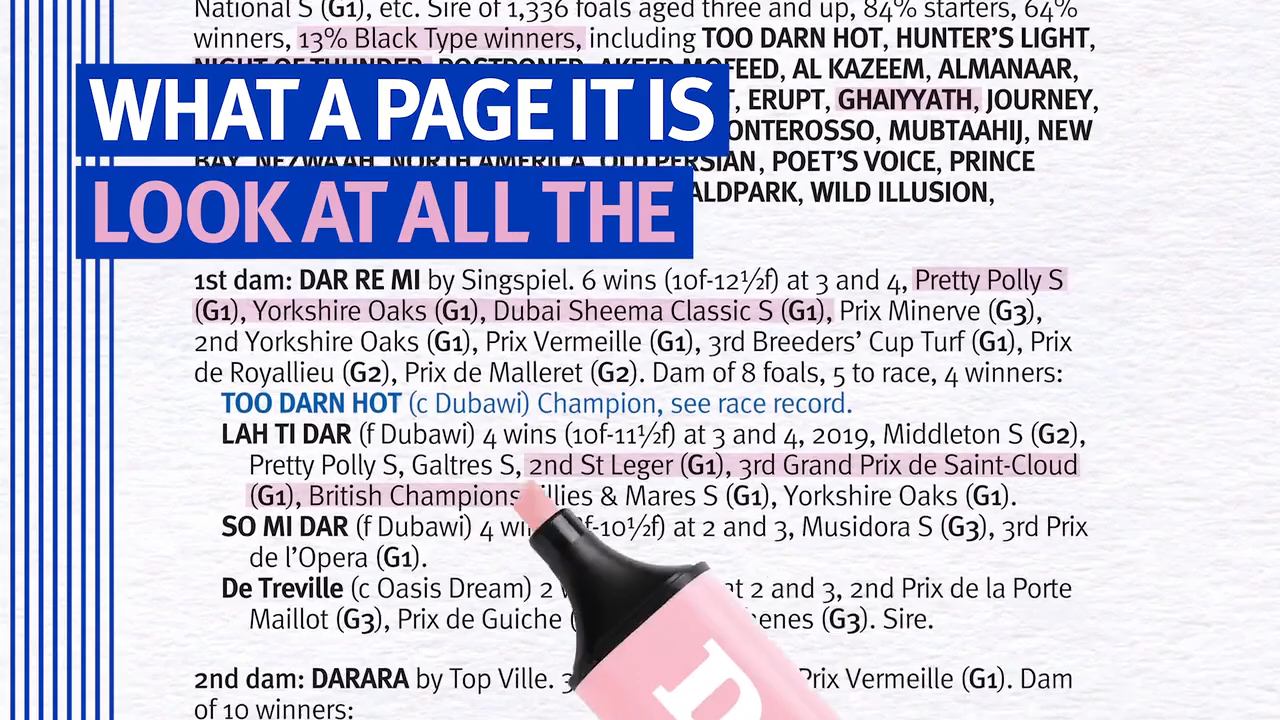 National S (G1), etc. Sire of 1,336 foals aged three and up, 84% starters, 64%
winners, 13% Black Type winners, including TOO DARN HOT, HUNTER'S LIGHT,
NIGHT OF THUNDER, POSTPONED, AKEED MOFEED, AL KAZEEM, ALMANAAR,
WHAT A PAGE IT IS
ERUPT, GHAIYYATH, JOURNEY,
MONTEROSSO, MUBTAAHIJ, NEW
BAY, NEZWAAH, NORTH AMERICA, OLD PERSIAN, POET'S VOICE, PRINCE
LOOK AT ALL THE
WILD ILLUSION,
1st dam: DAR RE MI by Singspiel. 6 wins (10f-12½f) at 3 and 4, Pretty Polly S
(G1), Yorkshire Oaks (G1), Dubai Sheema Classic S (G1), Prix Minerve (G3),
2nd Yorkshire Oaks (G1), Prix Vermeille (G1), 3rd Breeders' Cup Turf (G1), Prix
de Royallieu (G2), Prix de Malleret (G2). Dam of 8 foals, 5 to race, 4 winners:
TOO DARN HOT (c Dubawi) Champion, see race record.
LAH TI DAR (f Dubawi) 4 wins (10f-11½f) at 3 and 4, 2019, Middleton S (G2),
Pretty Polly S, Galtres S, 2nd St Leger (G1), 3rd Grand Prix de Saint-Cloud
(G1), British Champions Fillies & Mares S (G1), Yorkshire Oaks (G1).
SO MI DAR (f Dubawi) 4 at 2 and 3, Musidora S (G3), 3rd Prix
de l'Opera (G1).
De Treville (c Oasis Dream) 2 at 2 and 3, 2nd Prix de la Porte
Maillot (G3), Prix de Guiche (G3). Sire.
2nd dam: DARARA by Top Ville. Prix Vermeille (G1). Dam
of 10 winners: